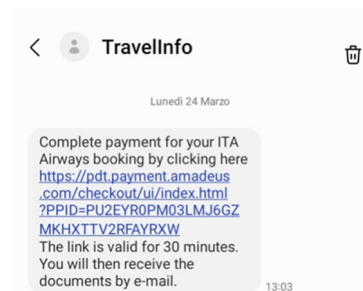 TravelInfo
Lunedì 24 Marzo
Complete payment for your ITA
Airways booking by clicking here
https://pdt.payment.amadeus
.com/checkout/ui/index.html
?PPID=PU2EYR0PM03LMJ6GZ
MKHXTTV2RFAYRXW
The link is valid for 30 minutes.
You will then receive the
documents by e-mail.
13:03